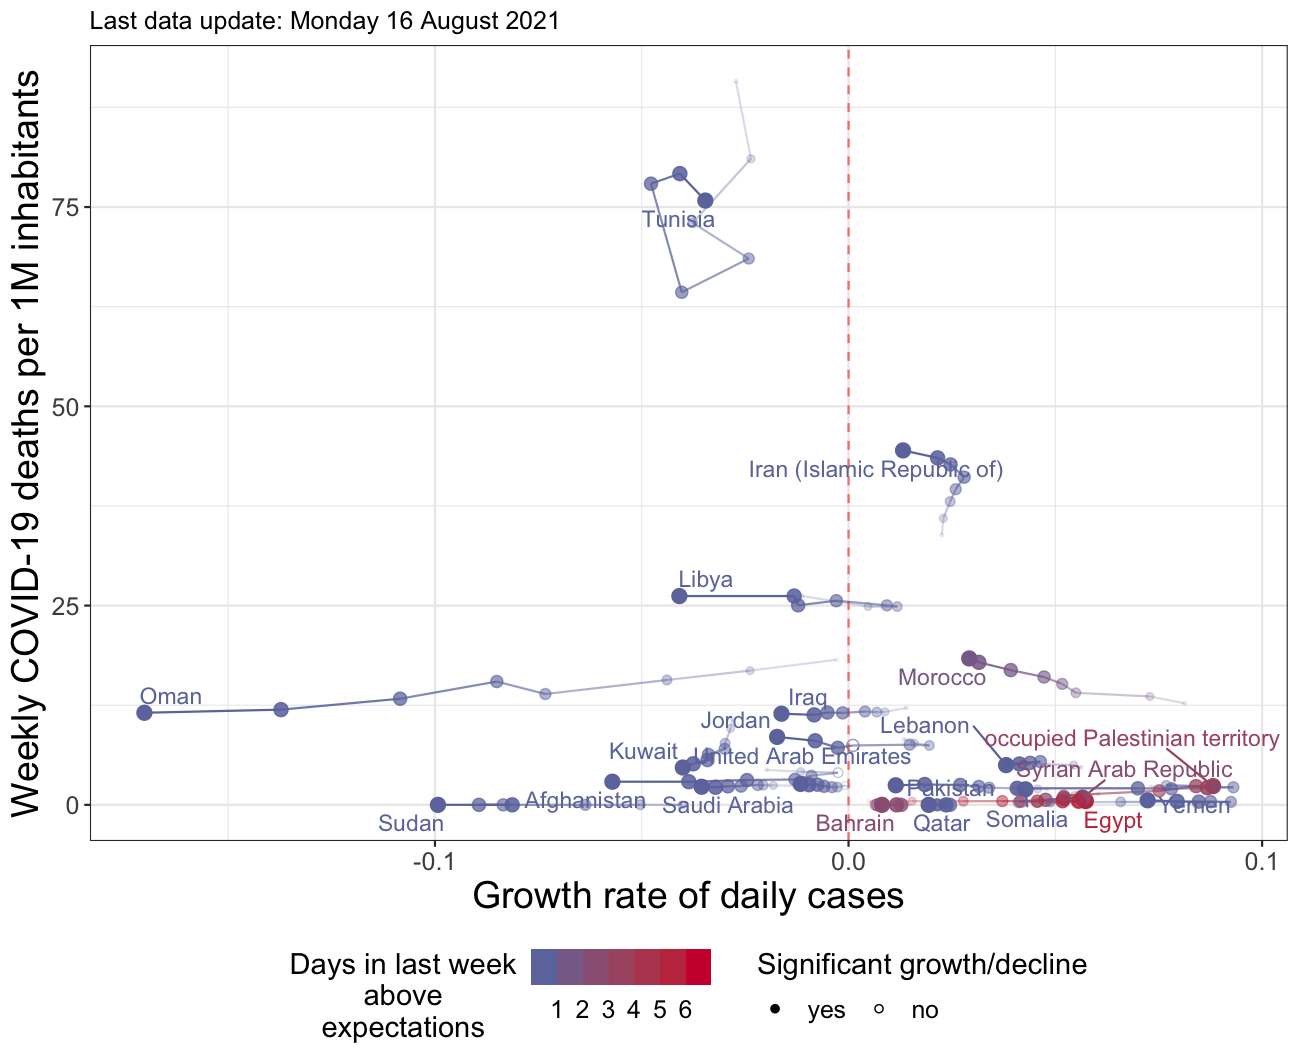 Last data update: Monday 16 August 2021
Weekly COVID-19 deaths per 1M inhabitants
75
50
25
0
Tunisia
Iran (Islamic Republic of)
Libya
Morocco
Oman
Iraq
Jordan
Lebanon
occupied Palestinian territory
Kuwait
United Arab Emirates
Syrian Arab Republic
Pakistan
Afghanistan
Saudi Arabia
Yemen
Sudan
Bahrain
Qatar
Somalia
Egypt
-0.1
0.0
0.1
Growth rate of daily cases
Days in last week
above
expectations
1 2 3 4 5 6
Significant growth/decline
yes
no